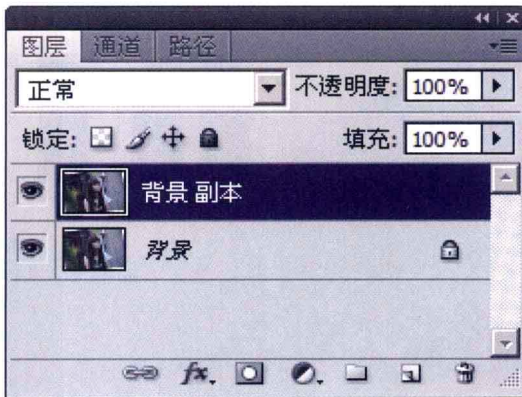 图层 通道 路径
正常 不透明度: 100%
锁定: 填充: 100%
背景 副本
背景
fx.